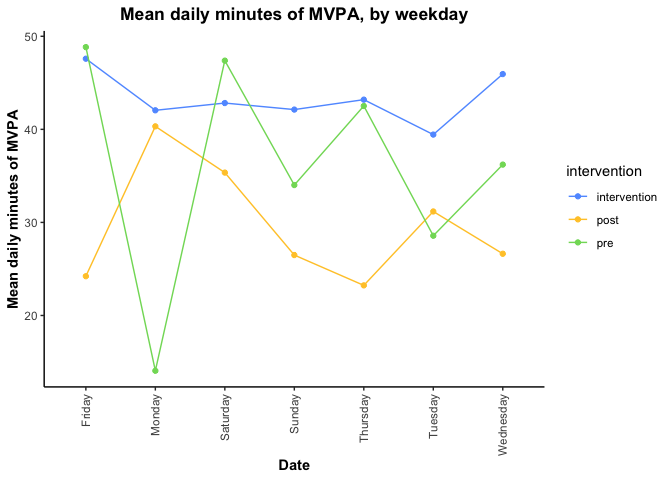 Mean daily minutes of MVPA, by weekday
50
40
30
20
Mean daily minutes of MVPA
Friday
Monday
Saturday
Sunday
Thursday
Tuesday
Wednesday
Date
intervention
intervention
post
pre